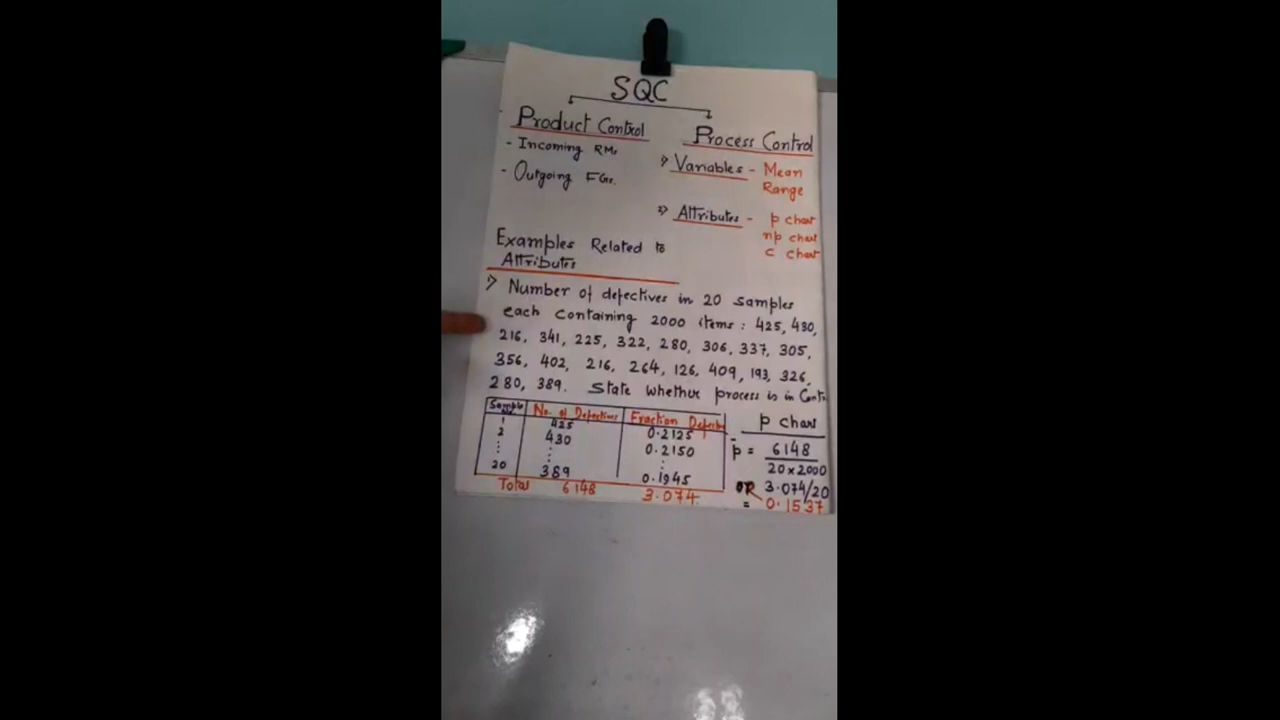 SQC
Product Control
- Incoming RMs
- Outgoing FGs.
Process Control
1) Variables - Mean
Range
2) Attributes - p chart
np chart
c chart
Examples Related to
Attributes
1) Number of defectives in 20 samples
each containing 2000 items : 425, 430,
216, 341, 225, 322, 280, 306, 337, 305,
356, 402, 216, 264, 126, 409, 193, 326,
280, 389. State whether process is in Contr
Sample No. of Defectives Fraction Defective
1 425 0.2125
2 430 0.2150
⋮ ⋮ ⋮
20 389 0.1945
Total 6148 3.074
p chart
p̄ = 6148
20 x 2000
OR 3.074/20
= 0.1537